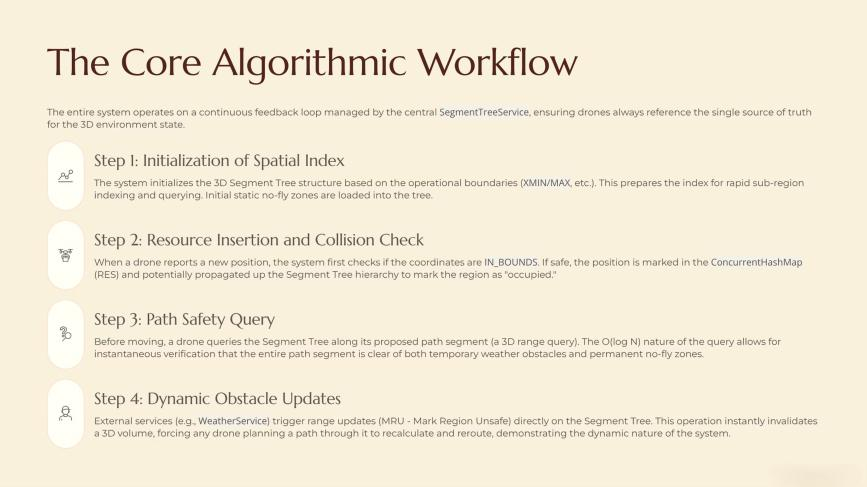 The Core Algorithmic Workflow
The entire system operates on a continuous feedback loop managed by the central SegmentTreeService, ensuring drones always reference the single source of truth
for the 3D environment state.
Step 1: Initialization of Spatial Index
The system initializes the 3D Segment Tree structure based on the operational boundaries (XMIN/MAX, etc.). This prepares the index for rapid sub-region
indexing and querying. Initial static no-fly zones are loaded into the tree.
Step 2: Resource Insertion and Collision Check
When a drone reports a new position, the system first checks if the coordinates are IN_BOUNDS. If safe, the position is marked in the ConcurrentHashMap
(RES) and potentially propagated up the Segment Tree hierarchy to mark the region as "occupied."
Step 3: Path Safety Query
Before moving, a drone queries the Segment Tree along its proposed path segment (a 3D range query). The O(log N) nature of the query allows for
instantaneous verification that the entire path segment is clear of both temporary weather obstacles and permanent no-fly zones.
Step 4: Dynamic Obstacle Updates
External services (e.g., WeatherService) trigger range updates (MRU - Mark Region Unsafe) directly on the Segment Tree. This operation instantly invalidates
a 3D volume, forcing any drone planning a path through it to recalculate and reroute, demonstrating the dynamic nature of the system.